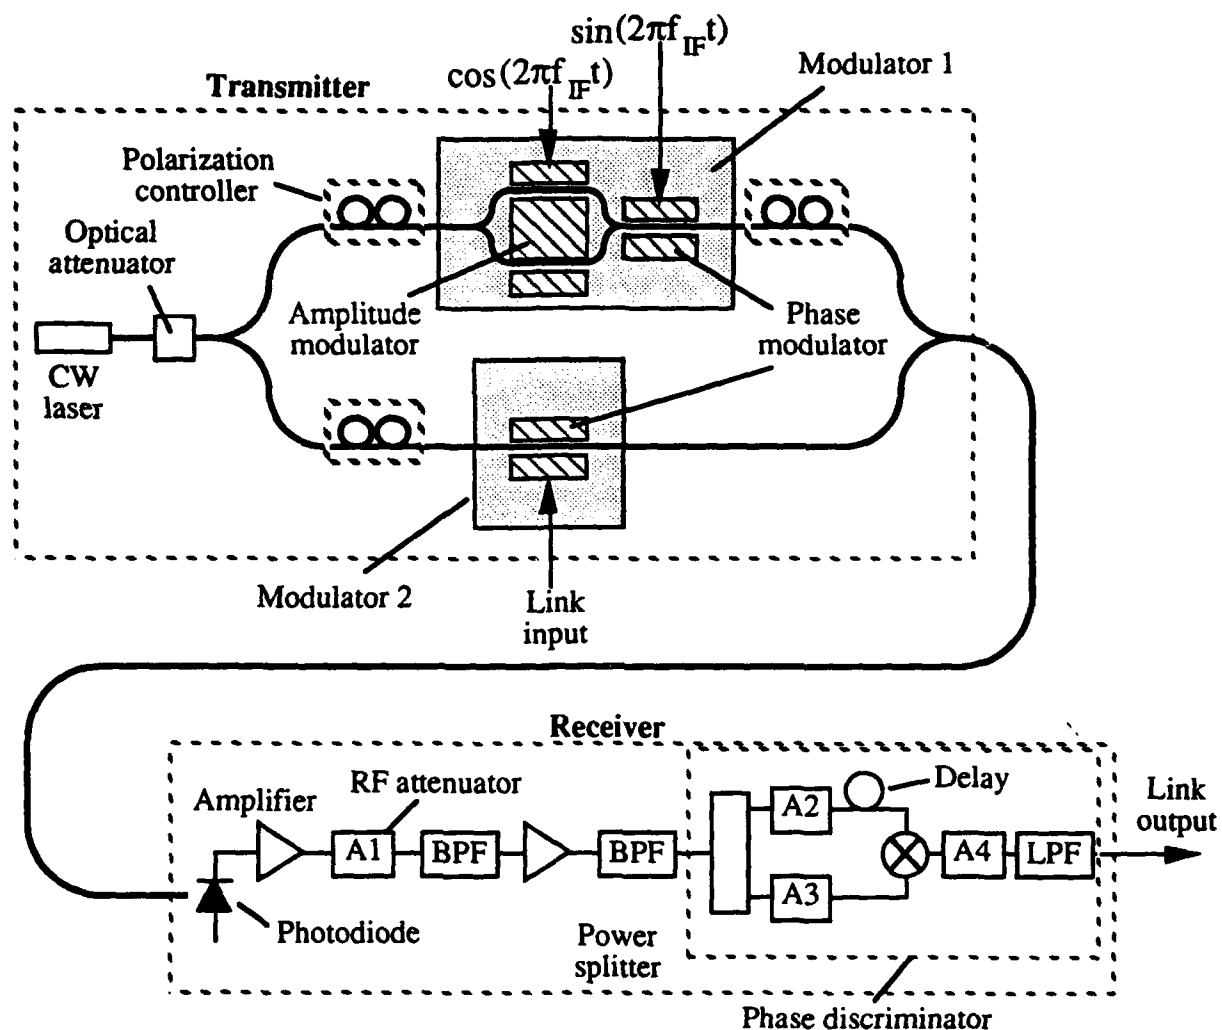 sin(2πf_IF t)
cos(2πf_IF t)
Modulator 1
Transmitter
Polarization
controller
Optical
attenuator
Amplitude
modulator
Phase
modulator
CW
laser
Modulator 2
Link
input
Receiver
RF attenuator
Delay
Amplifier
Link
output
A2
A1
BPF
BPF
A4
LPF
A3
Photodiode
Power
splitter
Phase discriminator